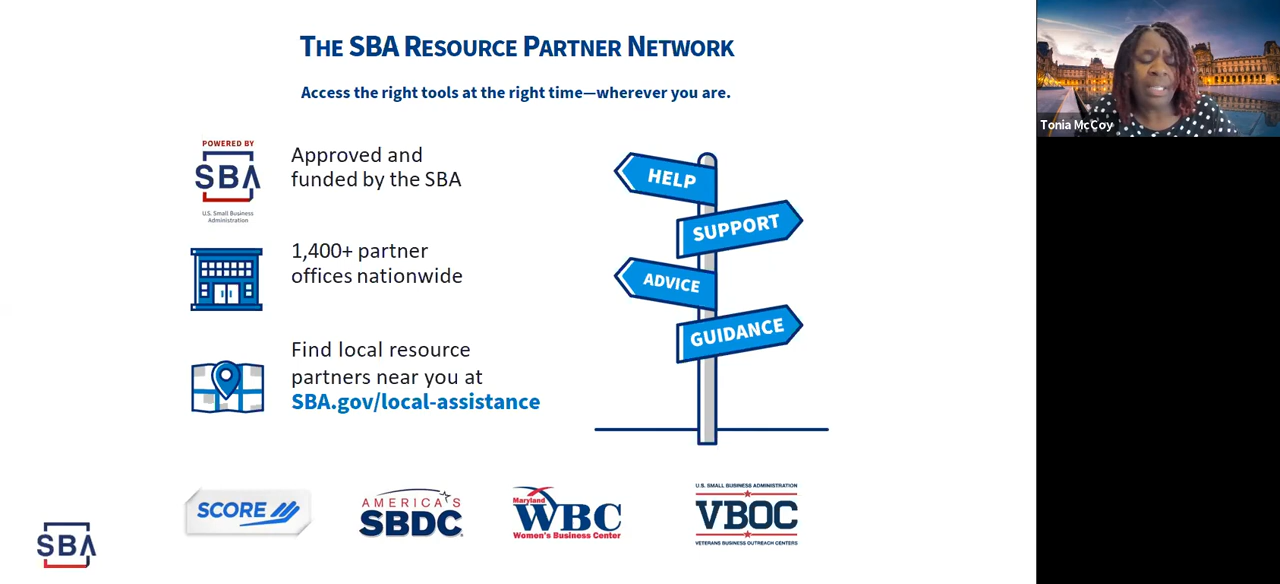 THE SBA RESOURCE PARTNER NETWORK
Access the right tools at the right time—wherever you are.
POWERED BY
SBA
U.S. Small Business
Administration
Approved and
funded by the SBA
1,400+ partner
offices nationwide
Find local resource
partners near you at
SBA.gov/local-assistance
HELP
SUPPORT
ADVICE
GUIDANCE
SCORE
AMERICA'S
SBDC
Maryland
WBC
Women's Business Center
U.S. SMALL BUSINESS ADMINISTRATION
VBOC
VETERANS BUSINESS OUTREACH CENTERS
SBA
Tonia McCoy